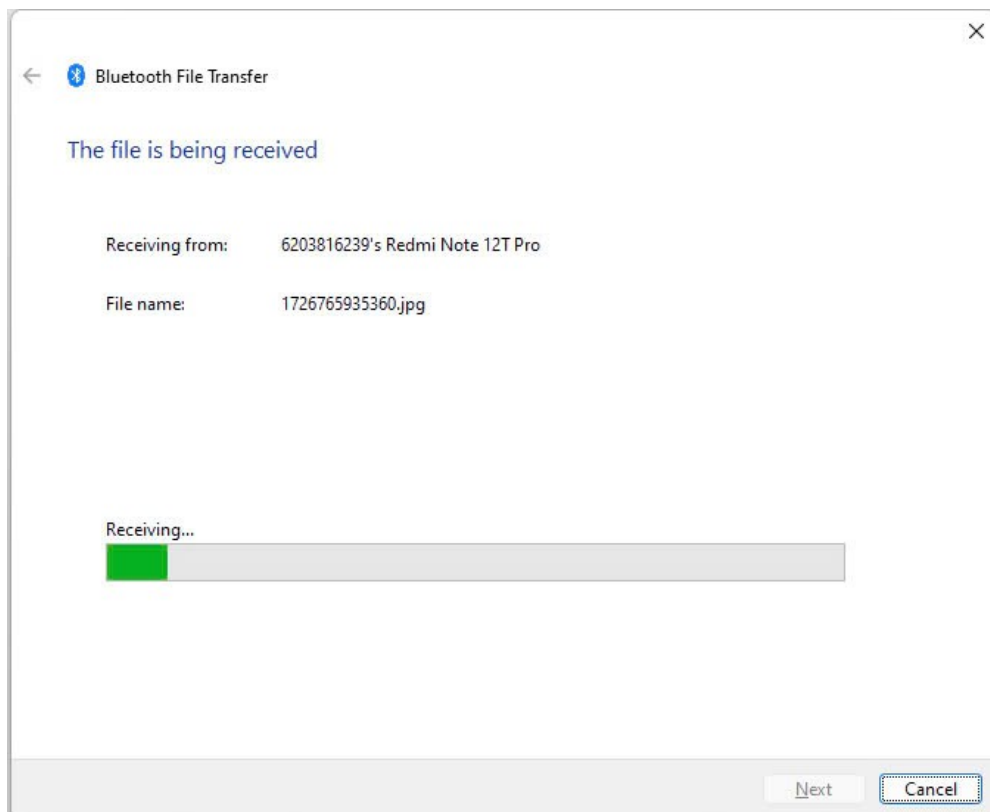 Bluetooth File Transfer
The file is being received
Receiving from: 6203816239's Redmi Note 12T Pro
File name: 1726765935360.jpg
Receiving...
Next Cancel